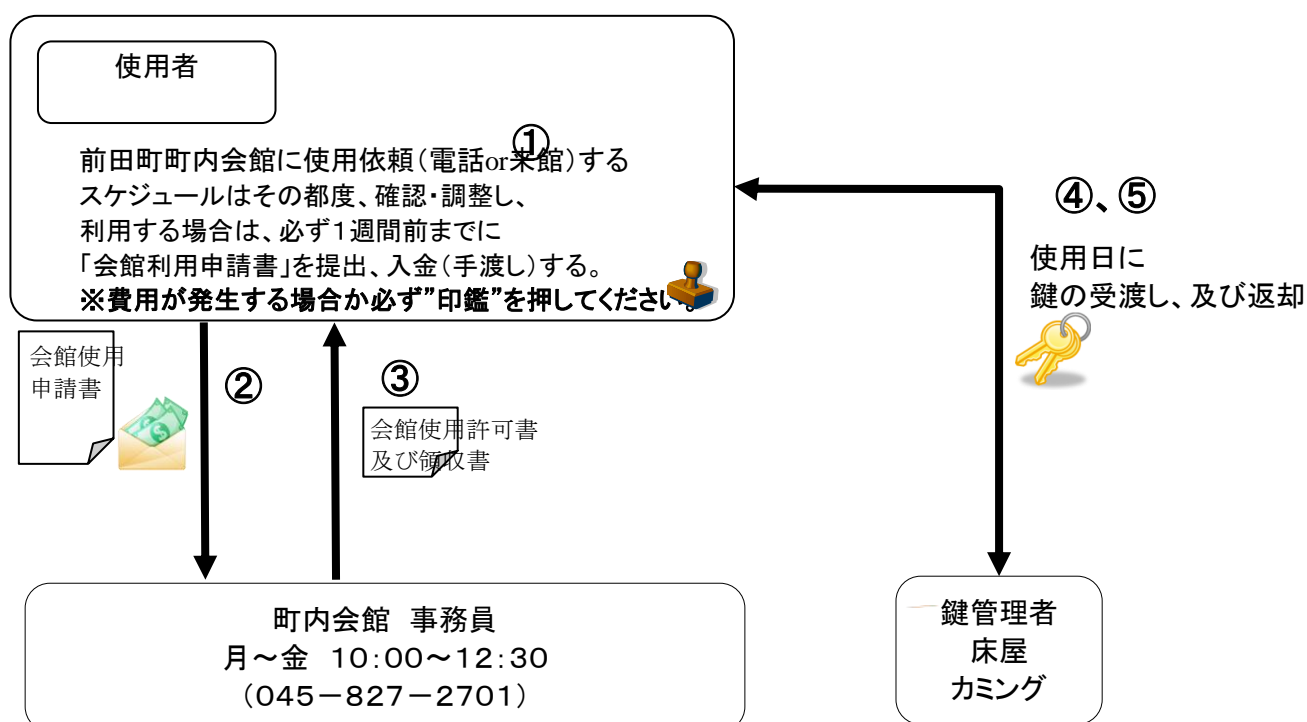 使用者
①
前田町町内会館に使用依頼（電話or来館）する
スケジュールはその都度、確認・調整し、
利用する場合は、必ず１週間前までに
「会館利用申請書」を提出、入金（手渡し）する。
※費用が発生する場合か必ず”印鑑”を押してください。
④、⑤
使用日に
鍵の受渡し、及び返却
会館使用
申請書
②
③
会館使用許可書
及び領収書
町内会館　事務員
月～金　１０：００～１２：３０
（０４５－８２７－２７０１）
鍵管理者
床屋
カミング